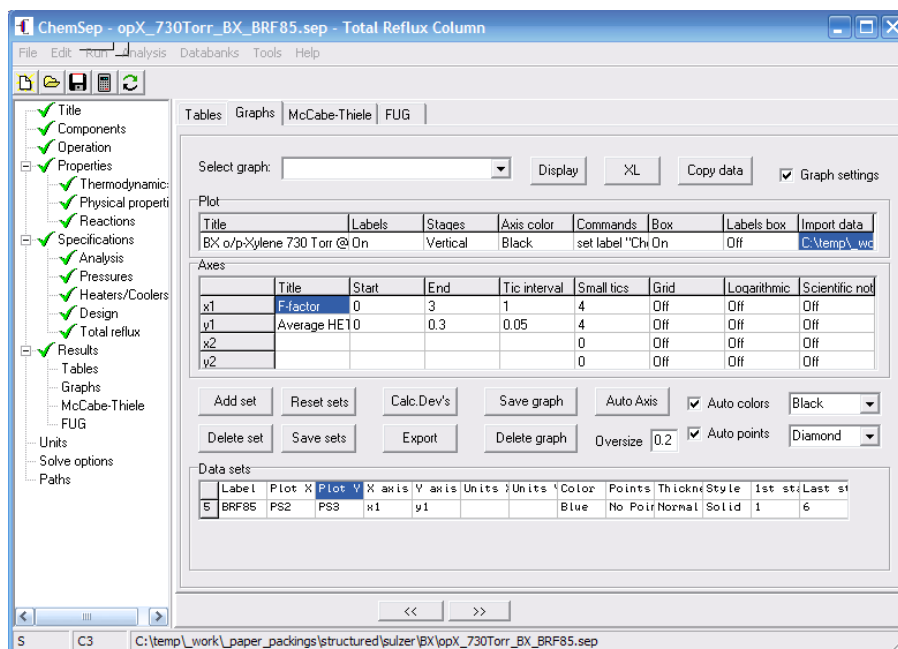 ChemSep - opX_730Torr_BX_BRF85.sep - Total Reflux Column
File Edit Run Analysis Databanks Tools Help
Title
Components
Operation
Properties
Thermodynamic:
Physical properti
Reactions
Specifications
Analysis
Pressures
Heaters/Coolers
Design
Total reflux
Results
Tables
Graphs
McCabe-Thiele
FUG
Units
Solve options
Paths
Tables Graphs McCabe-Thiele FUG
Select graph: Display XL Copy data Graph settings
Plot
Title Labels Stages Axis color Commands Box Labels box Import data
BX o/p-Xylene 730 Torr @ On Vertical Black set label "Ch On Off C:\temp\_wo
Axes
Title Start End Tic interval Small tics Grid Logarithmic Scientific not
x1 F-factor 0 3 1 4 Off Off Off
y1 Average HET 0 0.3 0.05 4 Off Off Off
x2 0 Off Off Off
y2 0 Off Off Off
Add set Reset sets Calc.Dev's Save graph Auto Axis Auto colors Black
Delete set Save sets Export Delete graph Oversize 0.2 Auto points Diamond
Data sets
Label Plot X Plot Y X axis Y axis Units Units Color Points Thickne Style 1st sta Last st
5 BRF85 PS2 PS3 x1 y1 Blue No Poi Normal Solid 1 6
<< >>
S C3 C:\temp\_work\_paper_packings\structured\sulzer\BX\opX_730Torr_BX_BRF85.sep